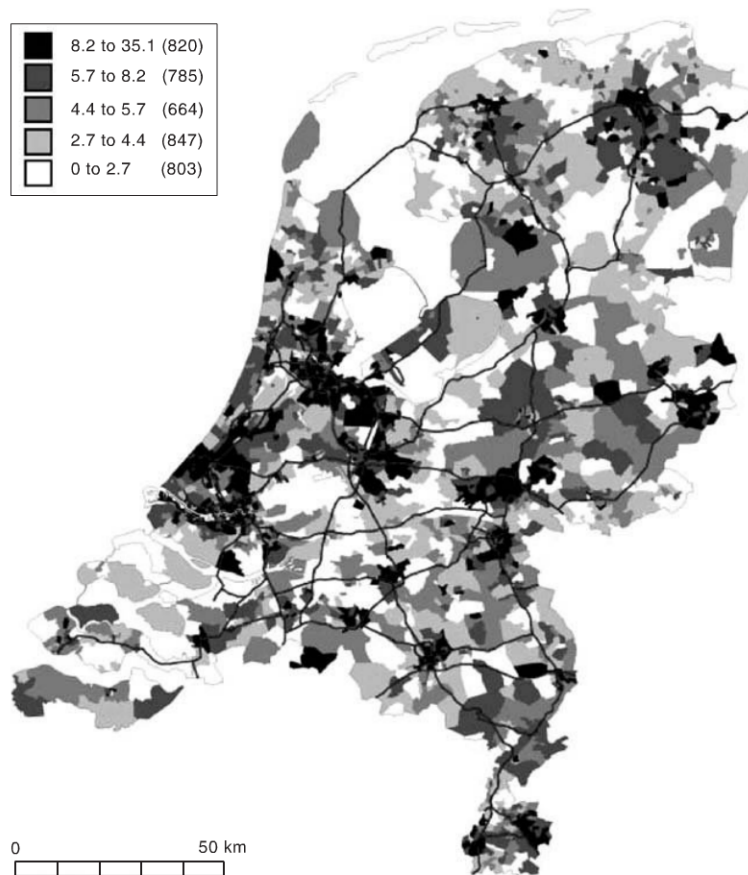 8.2 to 35.1 (820)
5.7 to 8.2 (785)
4.4 to 5.7 (664)
2.7 to 4.4 (847)
0 to 2.7 (803)
0 50 km